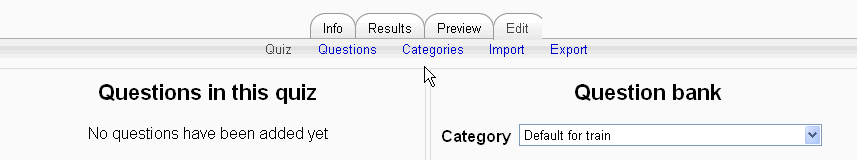 Info Results Preview Edit
Quiz Questions Categories Import Export
Questions in this quiz
No questions have been added yet
Question bank
Category Default for train